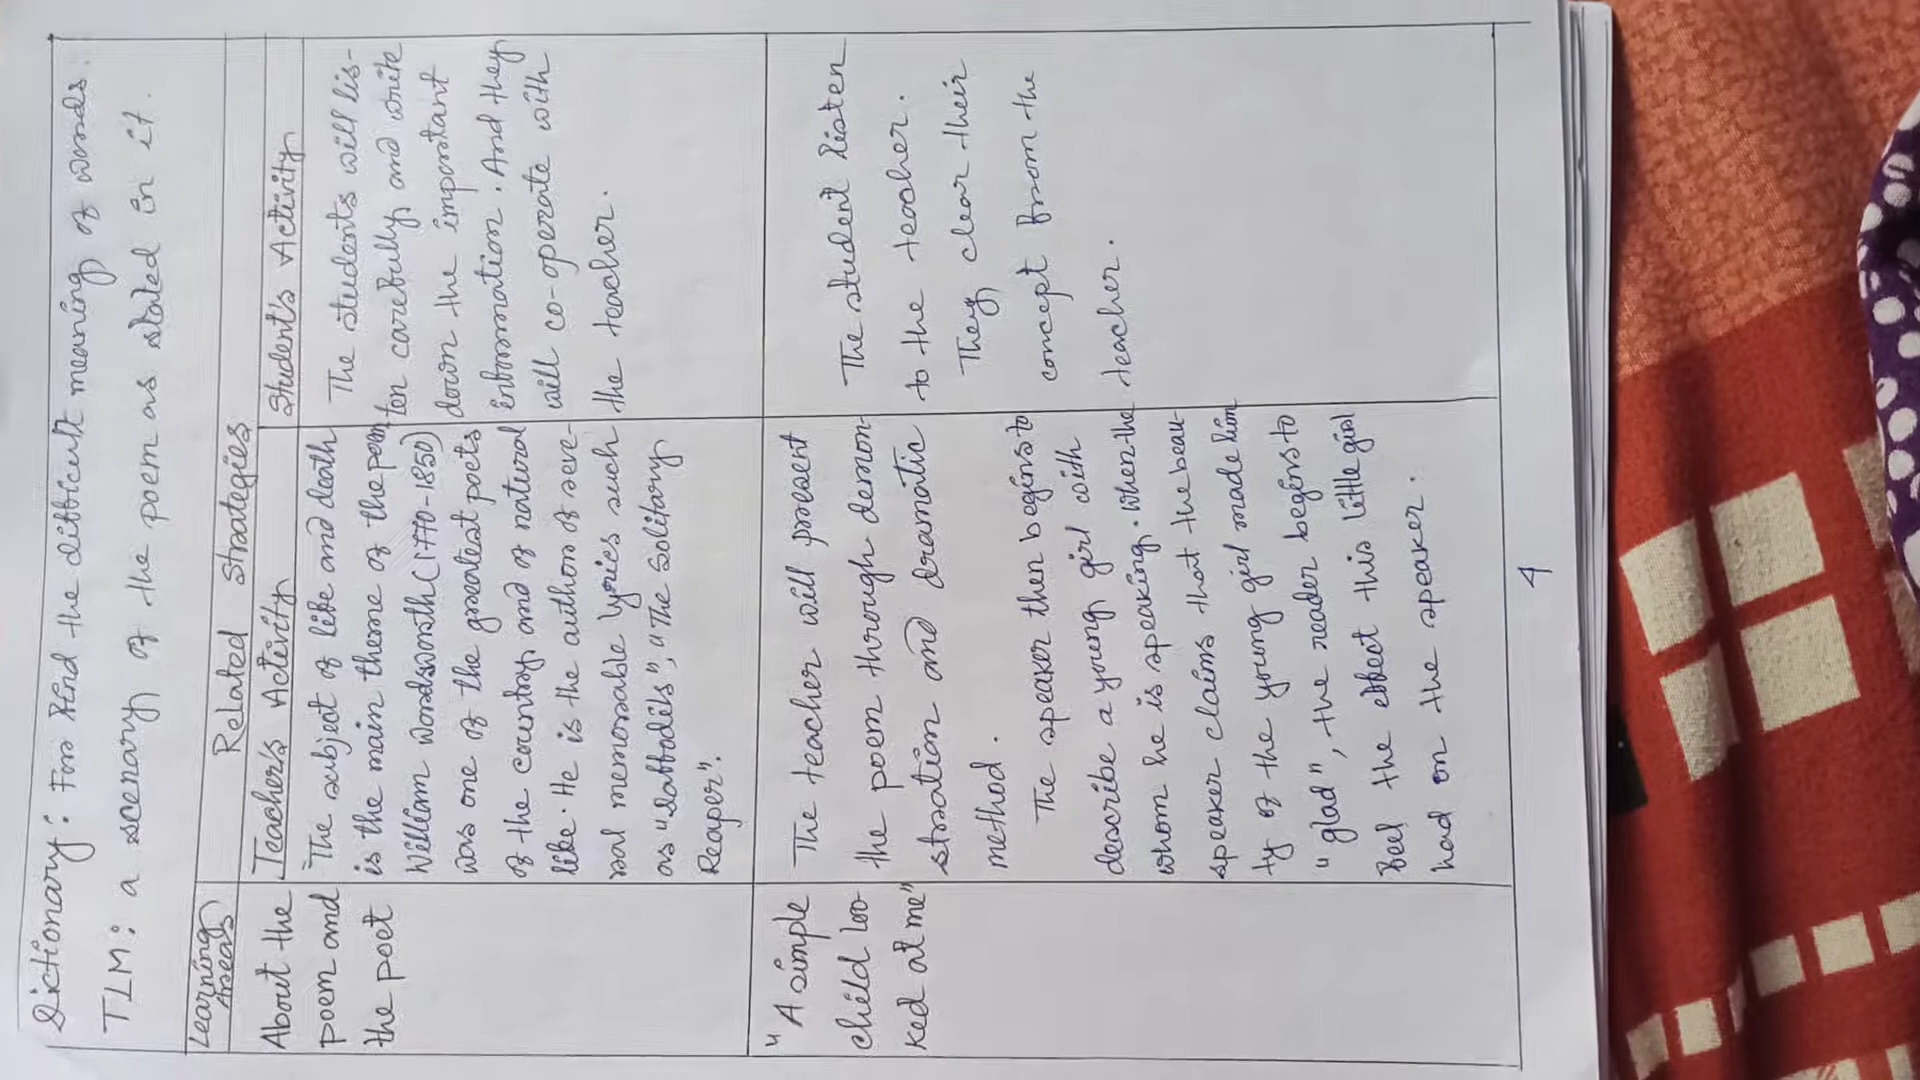 Dictionary: For find the difficult meaning of words.
TLM: a scenary of the poem as stated in it.
Learning Areas
Related Strategies
Teacher's Activity
Student's Activity
About the
poem and
the poet
The subject of life and death
is the main theme of the poem
William Wordsworth (1770-1850)
was one of the greatest poets
of the country and of natural
life. He is the author of seve-
ral memorable lyrics such
as "Daffodils", "The Solitary
Reaper".
The students will lis-
ten carefully and write
down the important
information. And they
will co-operate with
the teacher.
"A simple
child loo-
ked at me"
The teacher will present
the poem through demon-
stration and dramatic
method.
The speaker then begins to
describe a young girl with
whom he is speaking. When the
speaker claims that the beau-
ty of the young girl made him
"glad", the reader begins to
feel the effect this little girl
had on the speaker.
The student listen
to the teacher.
They clear their
concept from the
teacher.
4